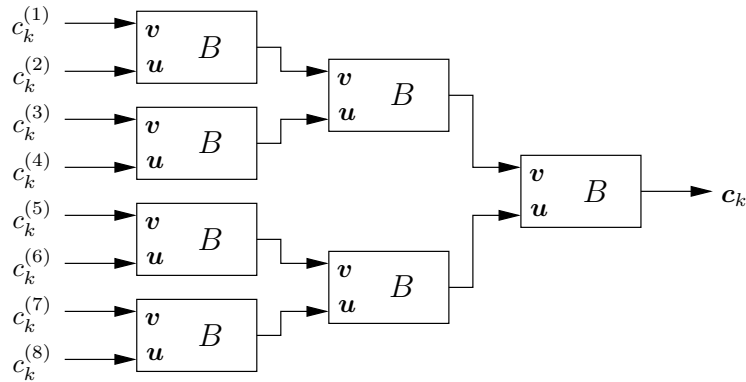 c_k^{(1)}
v
B
c_k^{(2)}
u
v
B
c_k^{(3)}
v
u
B
c_k^{(4)}
u
v
B
c_k
u
c_k^{(5)}
v
B
c_k^{(6)}
u
v
B
c_k^{(7)}
v
u
B
c_k^{(8)}
u